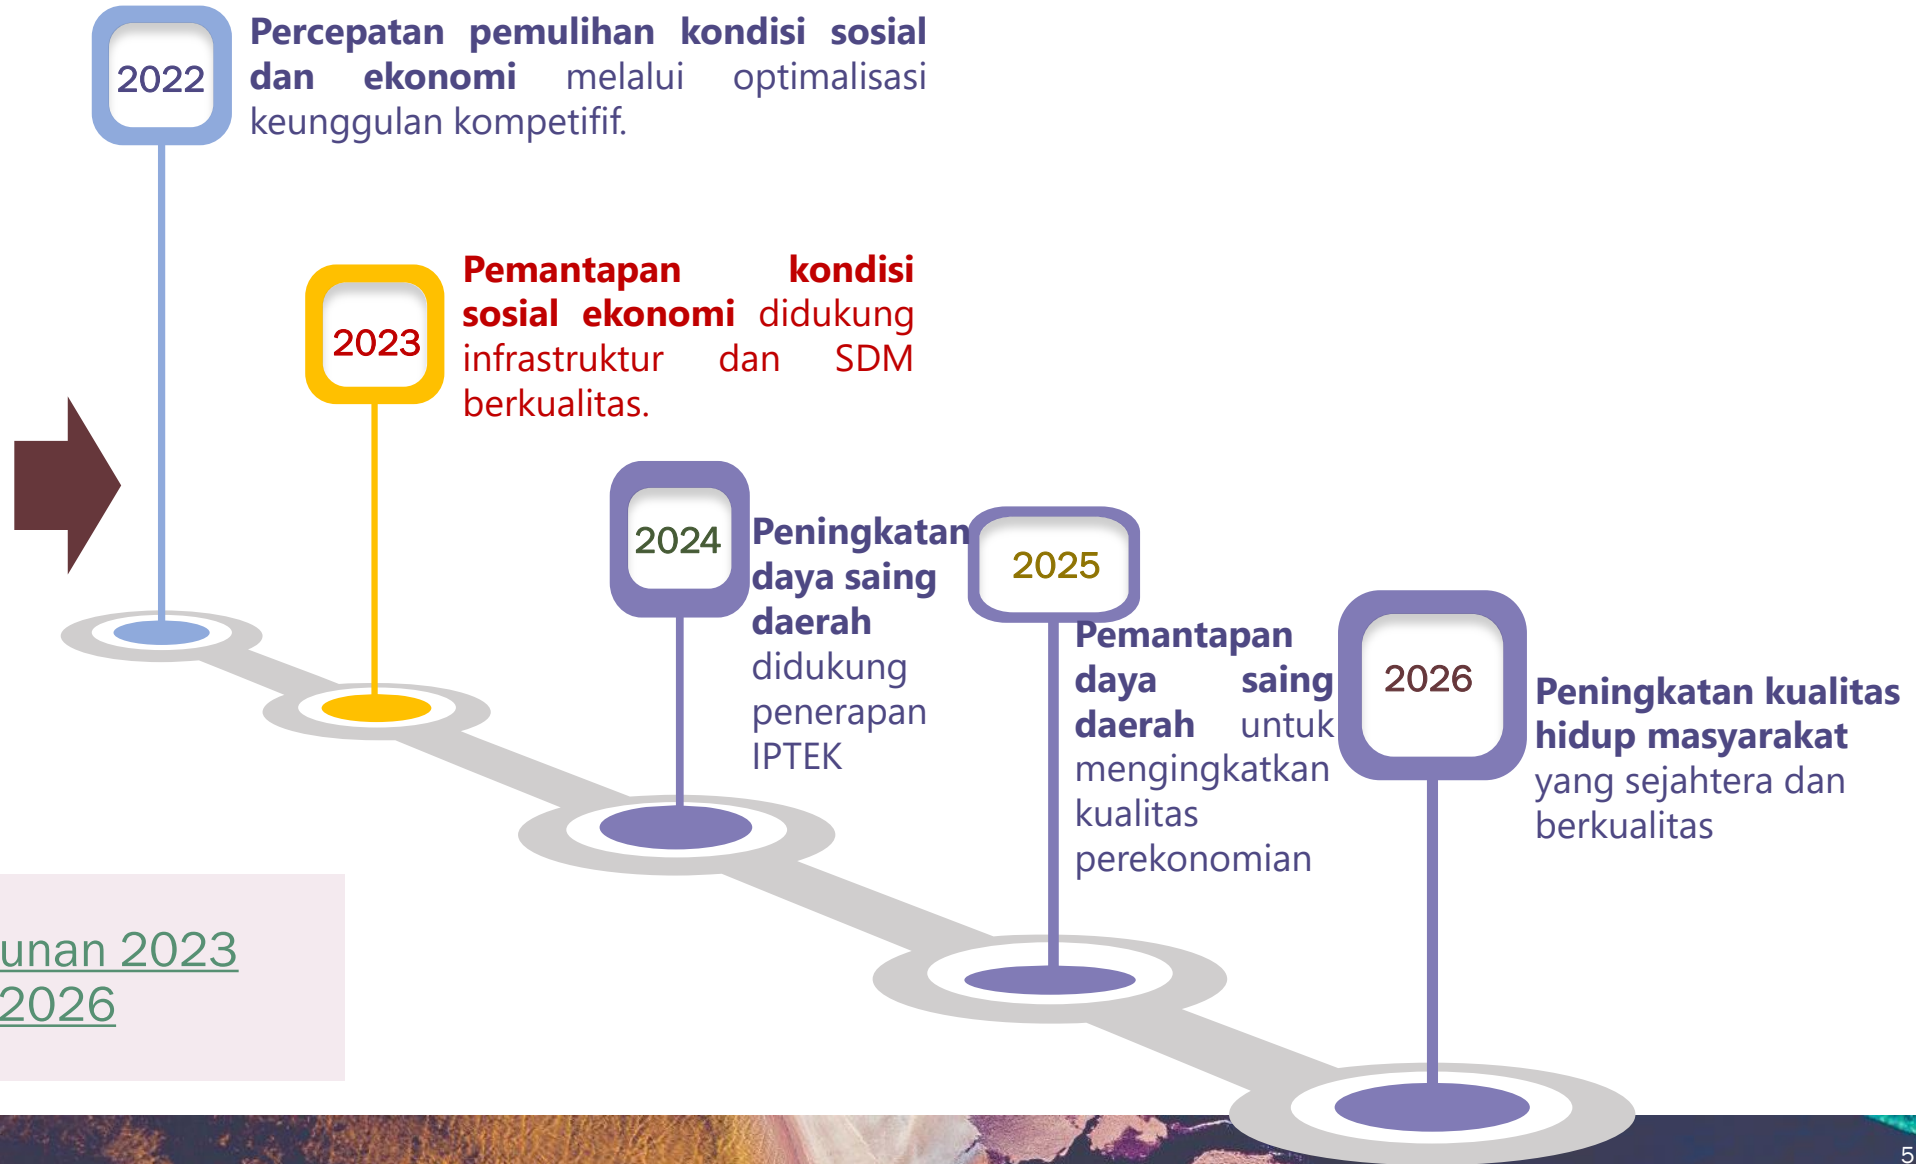 2022
Percepatan pemulihan kondisi sosial
dan ekonomi melalui optimalisasi
keunggulan kompetifif.
2023
Pemantapan kondisi
sosial ekonomi didukung
infrastruktur dan SDM
berkualitas.
2024
Peningkatan
daya saing
daerah
didukung
penerapan
IPTEK
2025
Pemantapan
daya saing
daerah untuk
mengingkatkan
kualitas
perekonomian
2026
Peningkatan kualitas
hidup masyarakat
yang sejahtera dan
berkualitas
unan 2023
2026
5